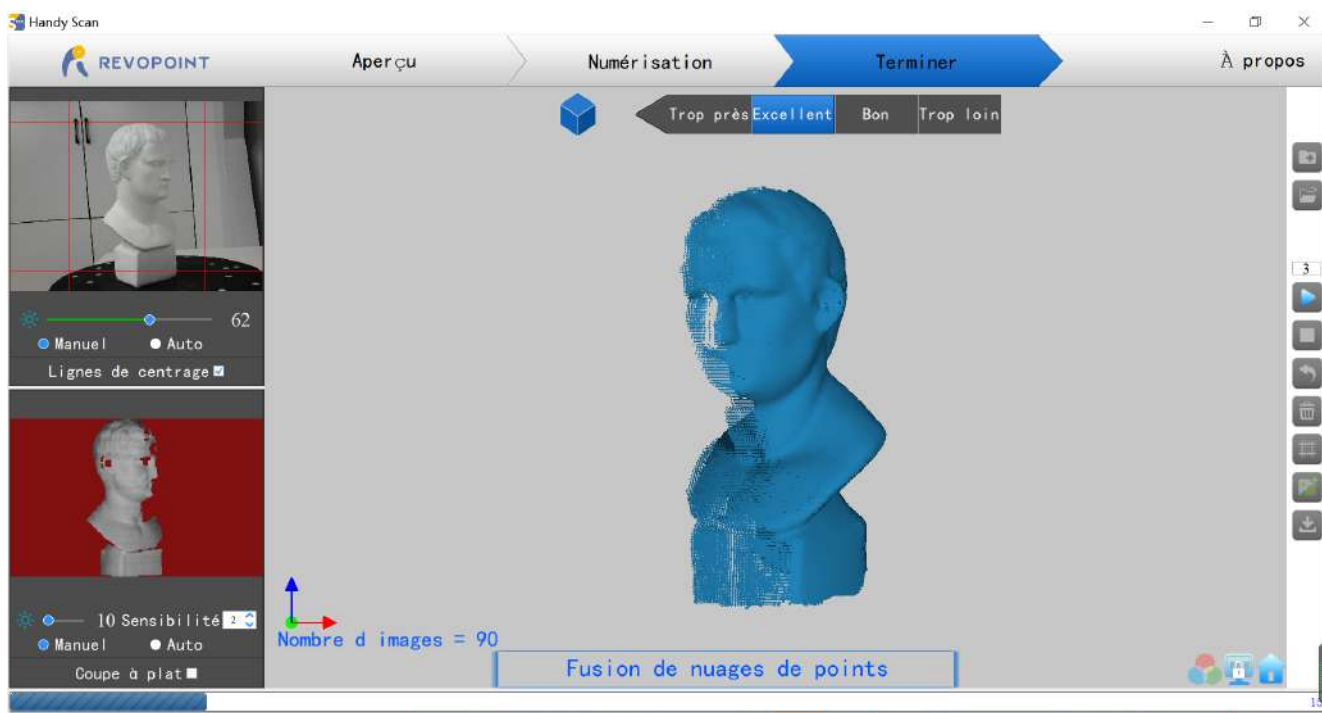 Handy Scan
REVOPOINT
Aperçu
Numérisation
Terminer
À propos
Trop près Excellent Bon Trop loin
62
Manuel Auto
Lignes de centrage
3
10 Sensibilité 2
Manuel Auto
Coupe à plat
Nombre d images = 90
Fusion de nuages de points